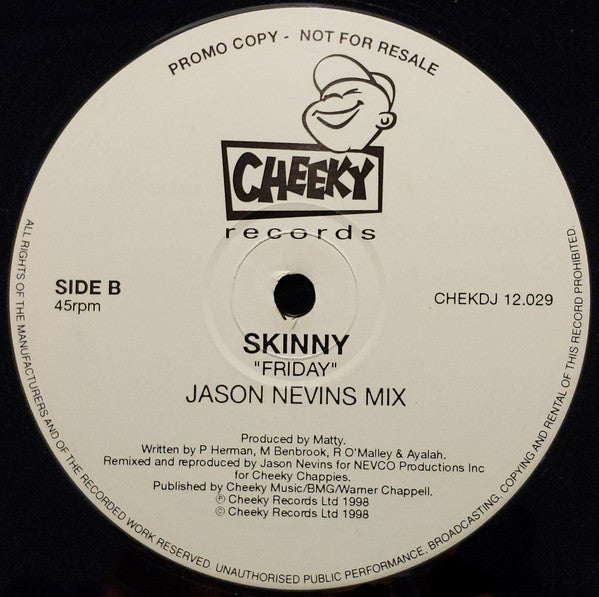 PROMO COPY - NOT FOR RESALE
CHEEKY
records
SIDE B
45rpm
CHEKDJ 12.029
SKINNY
"FRIDAY"
JASON NEVINS MIX
Produced by Matty.
Written by P Herman, M Benbrook, R O'Malley & Ayalah.
Remixed and reproduced by Jason Nevins for NEVCO Productions Inc
for Cheeky Chappies.
Published by Cheeky Music/BMG/Warner Chappell.
℗ Cheeky Records Ltd 1998
© Cheeky Records Ltd 1998
ALL RIGHTS OF THE MANUFACTURERS AND OF THE RECORDED WORK RESERVED. UNAUTHORISED PUBLIC PERFORMANCE, BROADCASTING, COPYING AND RENTAL OF THIS RECORD PROHIBITED.